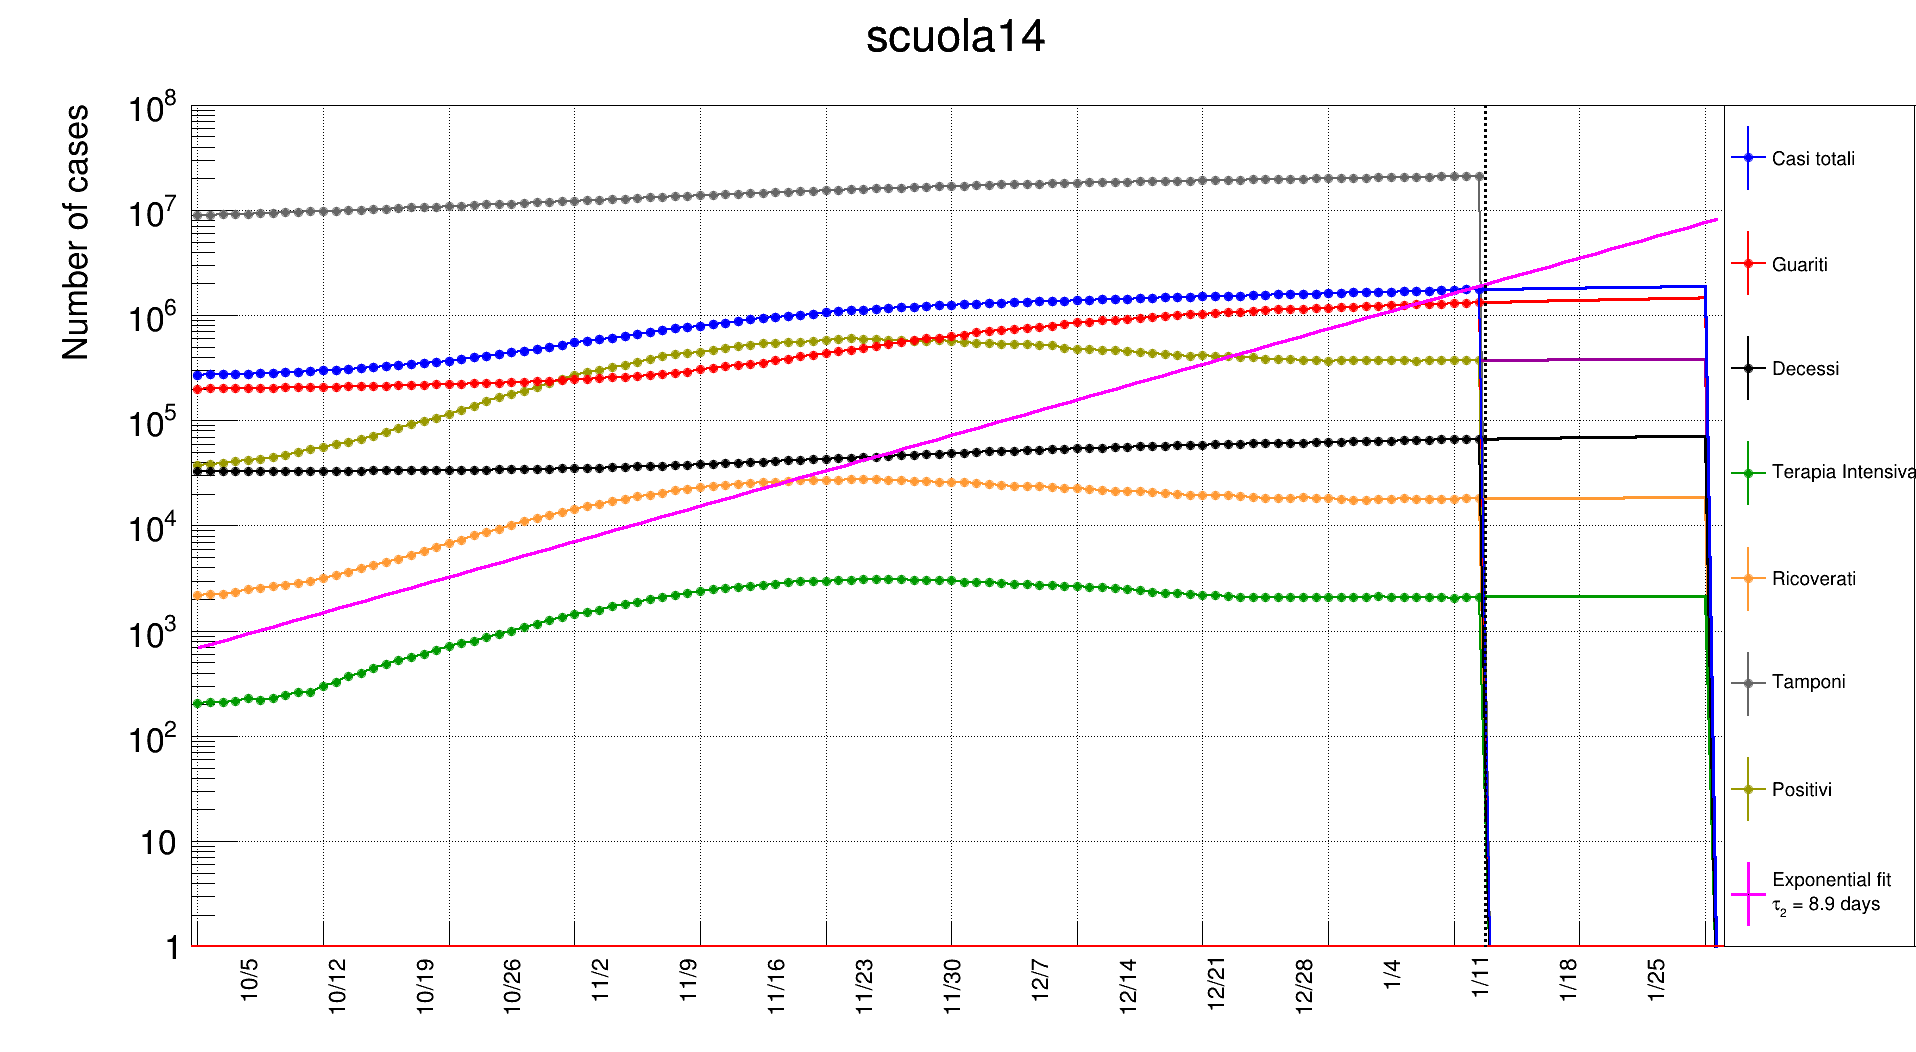 scuola14
Number of cases
10^8
10^7
10^6
10^5
10^4
10^3
10^2
10
1
10/5
10/12
10/19
10/26
11/2
11/9
11/16
11/23
11/30
12/7
12/14
12/21
12/28
1/4
1/11
1/18
1/25
Casi totali
Guariti
Decessi
Terapia Intensiva
Ricoverati
Tamponi
Positivi
Exponential fit
τ₂ = 8.9 days